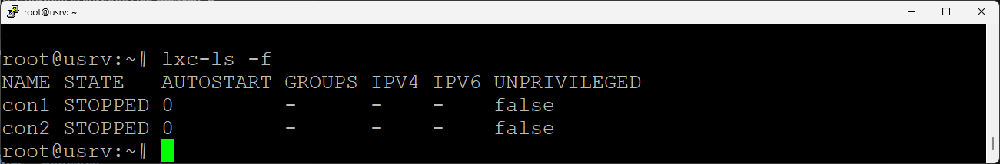 root@usrv: ~
root@usrv:~# lxc-ls -f
NAME STATE   AUTOSTART GROUPS IPV4 IPV6 UNPRIVILEGED
con1 STOPPED 0         -      -    -    false
con2 STOPPED 0         -      -    -    false
root@usrv:~#